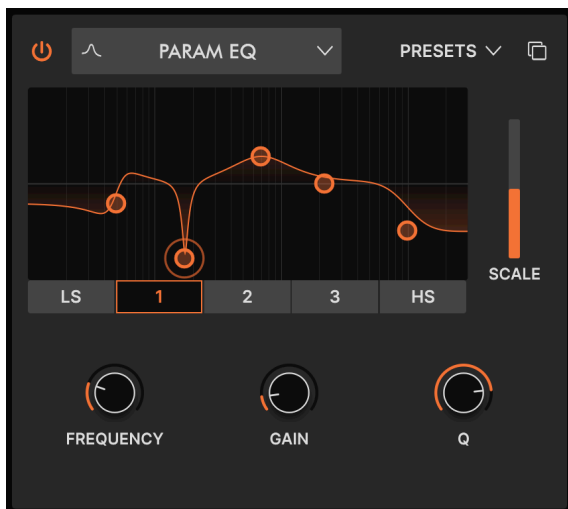 PARAM EQ PRESETS
SCALE
LS 1 2 3 HS
FREQUENCY GAIN Q